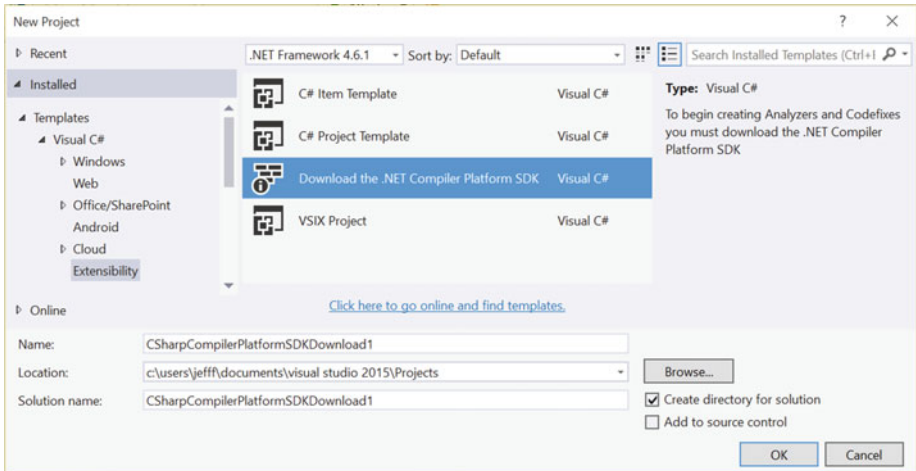 New Project ? ×
Recent
.NET Framework 4.6.1 Sort by: Default Search Installed Templates (Ctrl+E
Installed
Templates
Visual C#
Windows
Web
Office/SharePoint
Android
Cloud
Extensibility
Online
C# Item Template Visual C#
C# Project Template Visual C#
Download the .NET Compiler Platform SDK Visual C#
VSIX Project Visual C#
Click here to go online and find templates.
Type: Visual C#
To begin creating Analyzers and Codefixes
you must download the .NET Compiler
Platform SDK
Name: CSharpCompilerPlatformSDKDownload1
Location: c:\users\jefff\documents\visual studio 2015\Projects Browse...
Solution name: CSharpCompilerPlatformSDKDownload1 Create directory for solution
Add to source control
OK Cancel